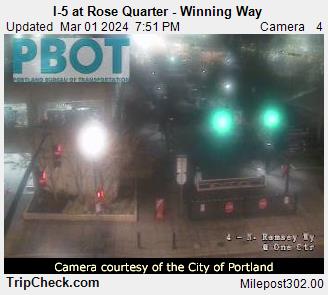 I-5 at Rose Quarter - Winning Way
Updated Mar 01 2024 7:51 PM Camera 4
PBOT
PORTLAND BUREAU OF TRANSPORTATION
4 - N. Ramsey Wy
@ One Ctr
Camera courtesy of the City of Portland
TripCheck.com Milepost302.00